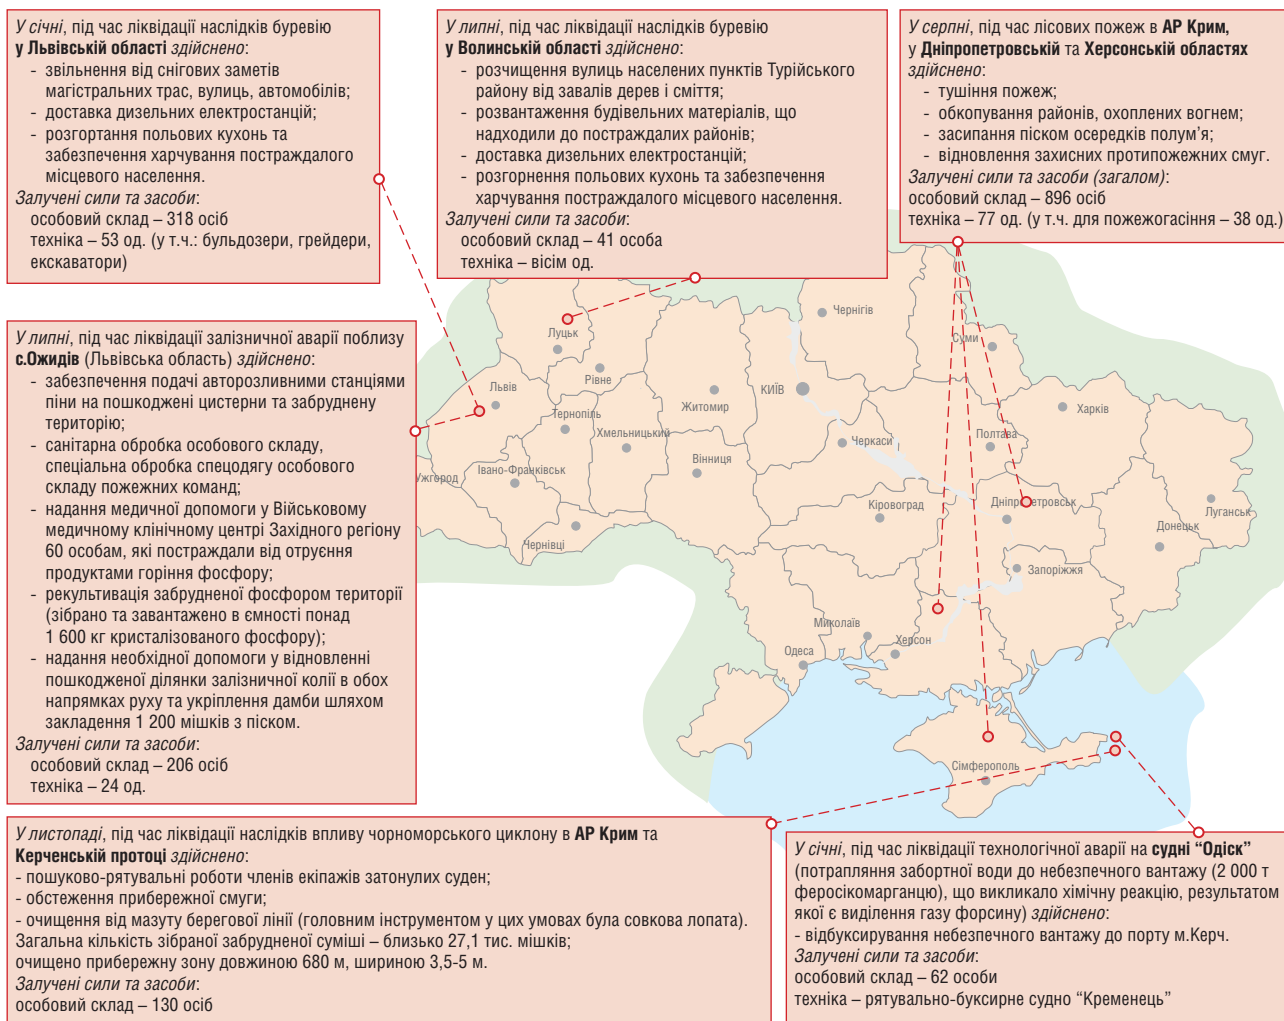 У січні, під час ліквідації наслідків буревію
у Львівській області здійснено:
- звільнення від снігових заметів
магістральних трас, вулиць, автомобілів;
- доставка дизельних електростанцій;
- розгортання польових кухонь та
забезпечення харчування постраждалого
місцевого населення.
Залучені сили та засоби:
особовий склад – 318 осіб
техніка – 53 од. (у т.ч.: бульдозери, грейдери,
екскаватори)
У липні, під час ліквідації наслідків буревію
у Волинській області здійснено:
- розчищення вулиць населених пунктів Турійського
району від завалів дерев і сміття;
- розвантаження будівельних матеріалів, що
надходили до постраждалих районів;
- доставка дизельних електростанцій;
- розгорнення польових кухонь та забезпечення
харчування постраждалого місцевого населення.
Залучені сили та засоби:
особовий склад – 41 особа
техніка – вісім од.
У серпні, під час лісових пожеж в АР Крим,
у Дніпропетровській та Херсонській областях
здійснено:
- тушіння пожеж;
- обкопування районів, охоплених вогнем;
- засипання піском осередків полум’я;
- відновлення захисних протипожежних смуг.
Залучені сили та засоби (загалом):
особовий склад – 896 осіб
техніка – 77 од. (у т.ч. для пожежогасіння – 38 од.)
У липні, під час ліквідації залізничної аварії поблизу
с.Ожидів (Львівська область) здійснено:
- забезпечення подачі авторозливними станціями
піни на пошкоджені цистерни та забруднену
територію;
- санітарна обробка особового складу,
спеціальна обробка спецодягу особового
складу пожежних команд;
- надання медичної допомоги у Військовому
медичному клінічному центрі Західного регіону
60 особам, які постраждали від отруєння
продуктами горіння фосфору;
- рекультивація забрудненої фосфором території
(зібрано та завантажено в ємності понад
1 600 кг кристалізованого фосфору);
- надання необхідної допомоги у відновленні
пошкодженої ділянки залізничної колії в обох
напрямках руху та укріплення дамби шляхом
закладення 1 200 мішків з піском.
Залучені сили та засоби:
особовий склад – 206 осіб
техніка – 24 од.
Чернігів
Луцьк
Суми
Рівне
Львів
КИЇВ
Житомир
Харків
Тернопіль
Хмельницький
Черкаси
Полтава
Вінниця
Івано-Франківськ
Ужгород
Кіровоград
Дніпропетровськ
Луганськ
Донецьк
Чернівці
Запоріжжя
Миколаїв
Херсон
Одеса
Сімферополь
У листопаді, під час ліквідації наслідків впливу чорноморського циклону в АР Крим та
Керченській протоці здійснено:
- пошуково-рятувальні роботи членів екіпажів затонулих суден;
- обстеження прибережної смуги;
- очищення від мазуту берегової лінії (головним інструментом у цих умовах була совкова лопата).
Загальна кількість зібраної забрудненої суміші – близько 27,1 тис. мішків;
очищено прибережну зону довжиною 680 м, шириною 3,5-5 м.
Залучені сили та засоби:
особовий склад – 130 осіб
У січні, під час ліквідації технологічної аварії на судні “Одіск”
(потрапляння забортної води до небезпечного вантажу (2 000 т
феросікомарганцю), що викликало хімічну реакцію, результатом
якої є виділення газу форсину) здійснено:
- відбуксирування небезпечного вантажу до порту м.Керч.
Залучені сили та засоби:
особовий склад – 62 особи
техніка – рятувально-буксирне судно “Кременець”